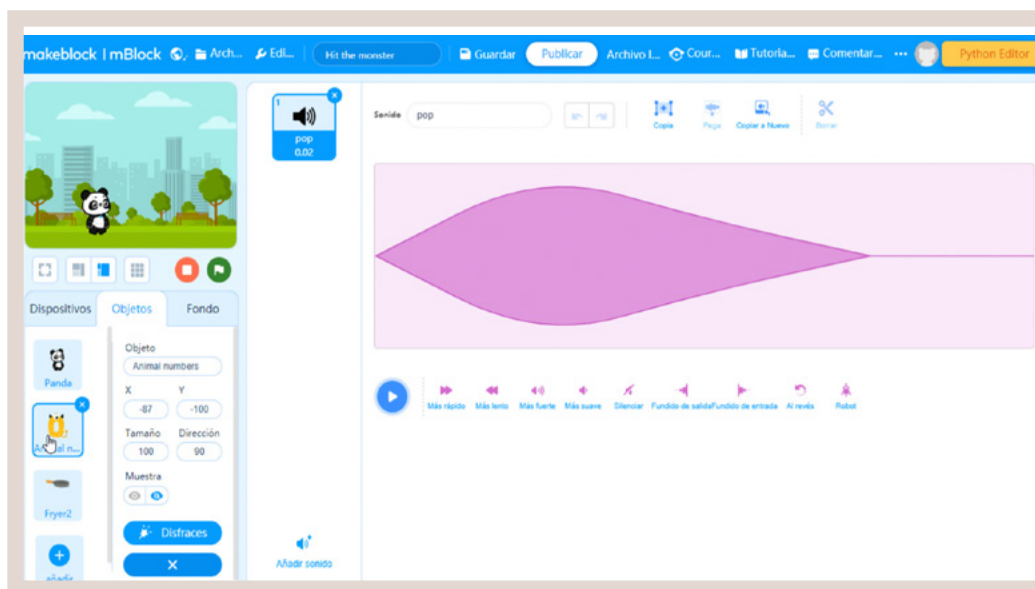 makeblock | mBlock Arch... Edi... Hit the monster Guardar Publicar Archivo l... Cour... Tutoria... Comentar... ... Python Editor
1
pop
0.02
Sonido pop
Copia Pega Copiar a Nuevo Borrar
Dispositivos Objetos Fondo
Panda
Objeto
Animal numbers
X Y
-87 -100
Tamaño Dirección
100 90
Muestra
Fryer2
Disfraces
añadir
Añadir sonido
Más rápido Más lento Más fuerte Más suave Silenciar Fundido de salida Fundido de entrada Al revés Robot